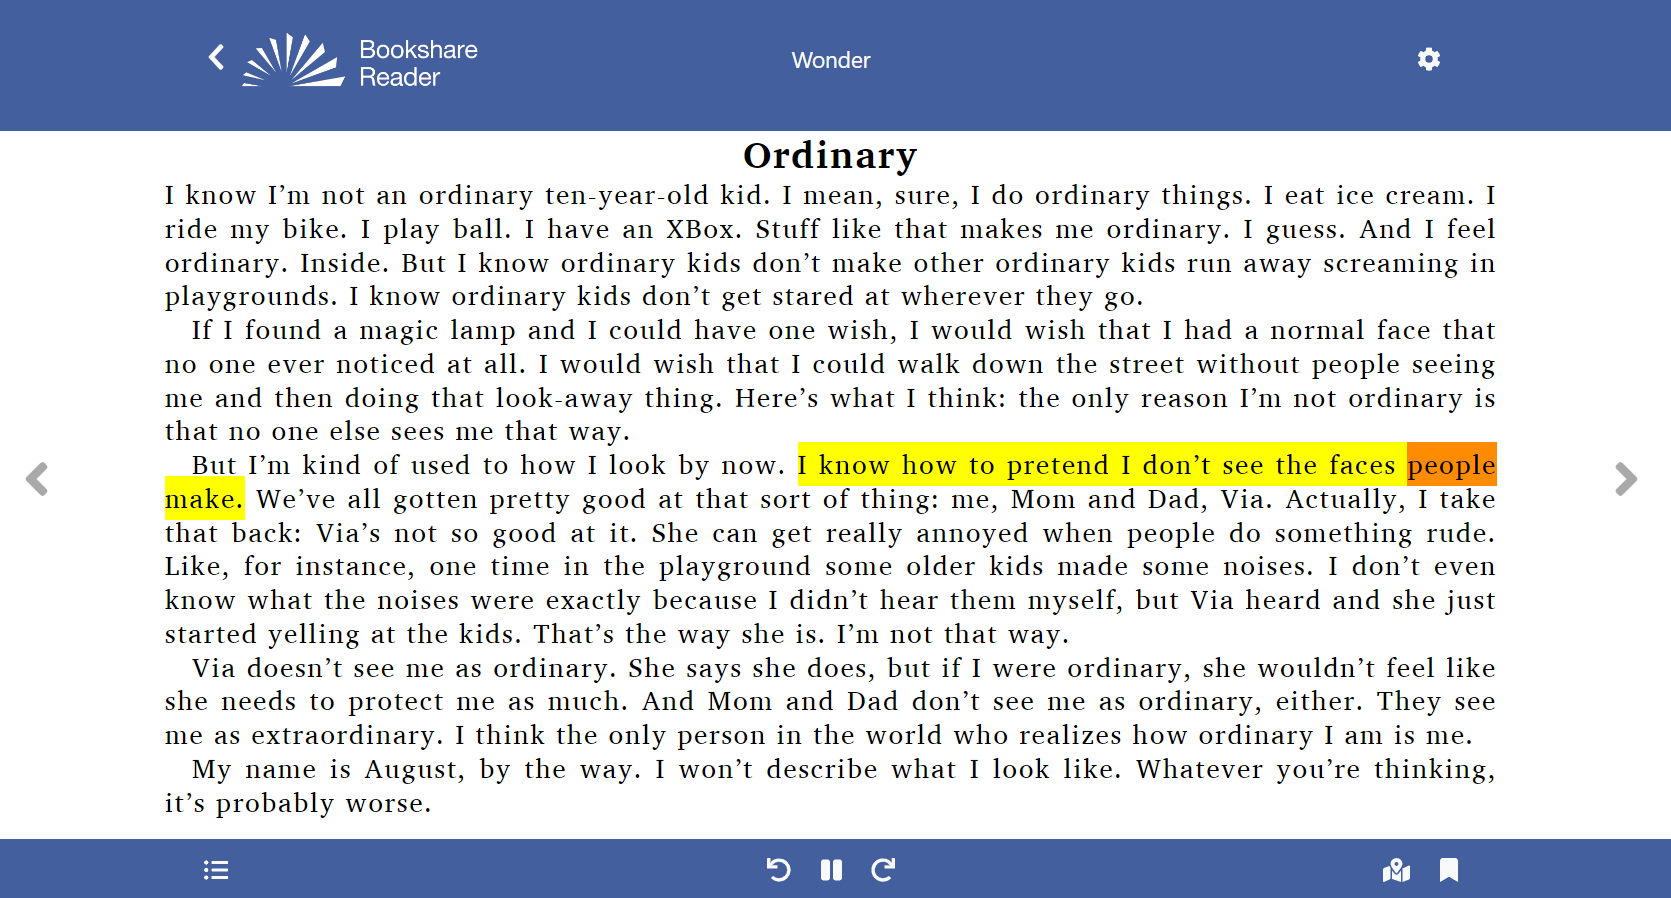 Bookshare
Reader
Wonder
Ordinary
I know I’m not an ordinary ten-year-old kid. I mean, sure, I do ordinary things. I eat ice cream. I
ride my bike. I play ball. I have an XBox. Stuff like that makes me ordinary. I guess. And I feel
ordinary. Inside. But I know ordinary kids don’t make other ordinary kids run away screaming in
playgrounds. I know ordinary kids don’t get stared at wherever they go.
If I found a magic lamp and I could have one wish, I would wish that I had a normal face that
no one ever noticed at all. I would wish that I could walk down the street without people seeing
me and then doing that look-away thing. Here’s what I think: the only reason I’m not ordinary is
that no one else sees me that way.
But I’m kind of used to how I look by now. I know how to pretend I don’t see the faces people
make. We’ve all gotten pretty good at that sort of thing: me, Mom and Dad, Via. Actually, I take
that back: Via’s not so good at it. She can get really annoyed when people do something rude.
Like, for instance, one time in the playground some older kids made some noises. I don’t even
know what the noises were exactly because I didn’t hear them myself, but Via heard and she just
started yelling at the kids. That’s the way she is. I’m not that way.
Via doesn’t see me as ordinary. She says she does, but if I were ordinary, she wouldn’t feel like
she needs to protect me as much. And Mom and Dad don’t see me as ordinary, either. They see
me as extraordinary. I think the only person in the world who realizes how ordinary I am is me.
My name is August, by the way. I won’t describe what I look like. Whatever you’re thinking,
it’s probably worse.